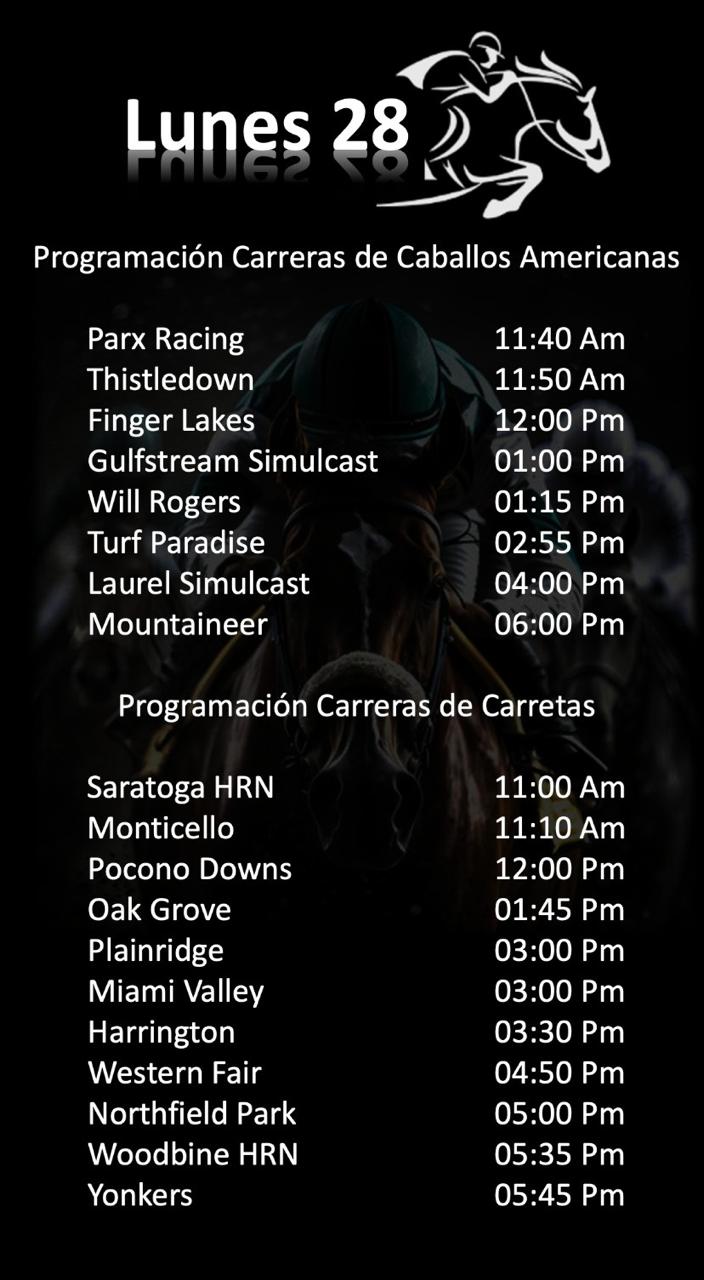 Lunes 28
Programación Carreras de Caballos Americanas
Parx Racing 11:40 Am
Thistledown 11:50 Am
Finger Lakes 12:00 Pm
Gulfstream Simulcast 01:00 Pm
Will Rogers 01:15 Pm
Turf Paradise 02:55 Pm
Laurel Simulcast 04:00 Pm
Mountaineer 06:00 Pm
Programación Carreras de Carretas
Saratoga HRN 11:00 Am
Monticello 11:10 Am
Pocono Downs 12:00 Pm
Oak Grove 01:45 Pm
Plainridge 03:00 Pm
Miami Valley 03:00 Pm
Harrington 03:30 Pm
Western Fair 04:50 Pm
Northfield Park 05:00 Pm
Woodbine HRN 05:35 Pm
Yonkers 05:45 Pm